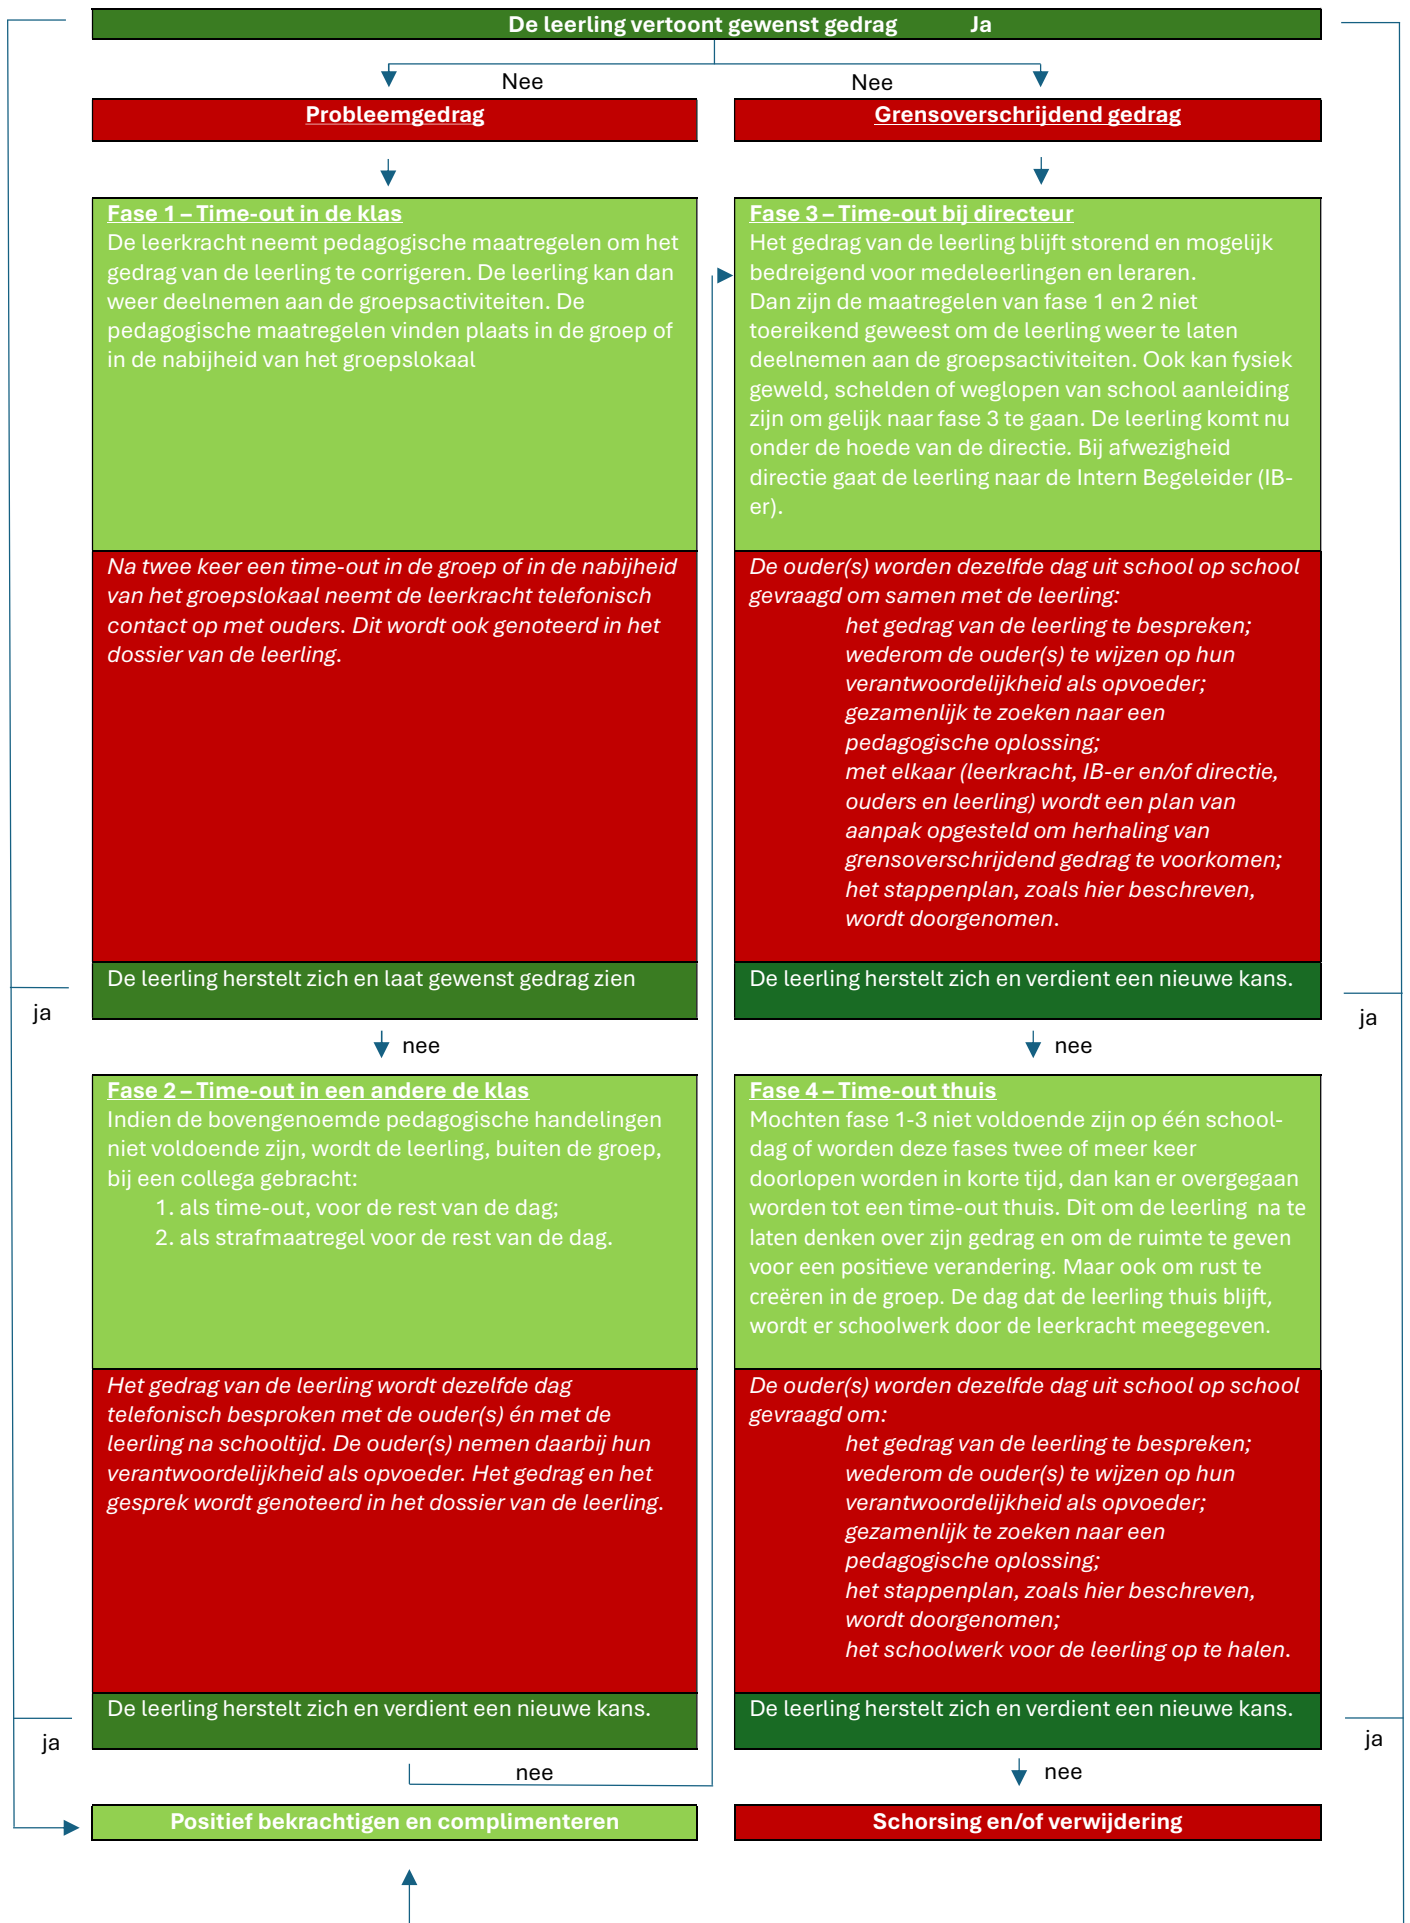 De leerling vertoont gewenst gedrag Ja
Nee
Nee
Probleemgedrag
Grensoverschrijdend gedrag
Fase 1 – Time-out in de klas
De leerkracht neemt pedagogische maatregelen om het
gedrag van de leerling te corrigeren. De leerling kan dan
weer deelnemen aan de groepsactiviteiten. De
pedagogische maatregelen vinden plaats in de groep of
in de nabijheid van het groepslokaal
Na twee keer een time-out in de groep of in de nabijheid
van het groepslokaal neemt de leerkracht telefonisch
contact op met ouders. Dit wordt ook genoteerd in het
dossier van de leerling.
De leerling herstelt zich en laat gewenst gedrag zien
ja
nee
Fase 3 – Time-out bij directeur
Het gedrag van de leerling blijft storend en mogelijk
bedreigend voor medeleerlingen en leraren.
Dan zijn de maatregelen van fase 1 en 2 niet
toereikend geweest om de leerling weer te laten
deelnemen aan de groepsactiviteiten. Ook kan fysiek
geweld, schelden of weglopen van school aanleiding
zijn om gelijk naar fase 3 te gaan. De leerling komt nu
onder de hoede van de directie. Bij afwezigheid
directie gaat de leerling naar de Intern Begeleider (IB-
er).
De ouder(s) worden dezelfde dag uit school op school
gevraagd om samen met de leerling:
het gedrag van de leerling te bespreken;
wederom de ouder(s) te wijzen op hun
verantwoordelijkheid als opvoeder;
gezamenlijk te zoeken naar een
pedagogische oplossing;
met elkaar (leerkracht, IB-er en/of directie,
ouders en leerling) wordt een plan van
aanpak opgesteld om herhaling van
grensoverschrijdend gedrag te voorkomen;
het stappenplan, zoals hier beschreven,
wordt doorgenomen.
De leerling herstelt zich en verdient een nieuwe kans.
ja
nee
Fase 2 – Time-out in een andere de klas
Indien de bovengenoemde pedagogische handelingen
niet voldoende zijn, wordt de leerling, buiten de groep,
bij een collega gebracht:
1. als time-out, voor de rest van de dag;
2. als strafmaatregel voor de rest van de dag.
Het gedrag van de leerling wordt dezelfde dag
telefonisch besproken met de ouder(s) én met de
leerling na schooltijd. De ouder(s) nemen daarbij hun
verantwoordelijkheid als opvoeder. Het gedrag en het
gesprek wordt genoteerd in het dossier van de leerling.
De leerling herstelt zich en verdient een nieuwe kans.
ja
nee
Fase 4 – Time-out thuis
Mochten fase 1-3 niet voldoende zijn op één school-
dag of worden deze fases twee of meer keer
doorlopen worden in korte tijd, dan kan er overgegaan
worden tot een time-out thuis. Dit om de leerling na te
laten denken over zijn gedrag en om de ruimte te geven
voor een positieve verandering. Maar ook om rust te
creëren in de groep. De dag dat de leerling thuis blijft,
wordt er schoolwerk door de leerkracht meegegeven.
De ouder(s) worden dezelfde dag uit school op school
gevraagd om:
het gedrag van de leerling te bespreken;
wederom de ouder(s) te wijzen op hun
verantwoordelijkheid als opvoeder;
gezamenlijk te zoeken naar een
pedagogische oplossing;
het stappenplan, zoals hier beschreven,
wordt doorgenomen;
het schoolwerk voor de leerling op te halen.
De leerling herstelt zich en verdient een nieuwe kans.
ja
nee
Positief bekrachtigen en complimenteren
Schorsing en/of verwijdering